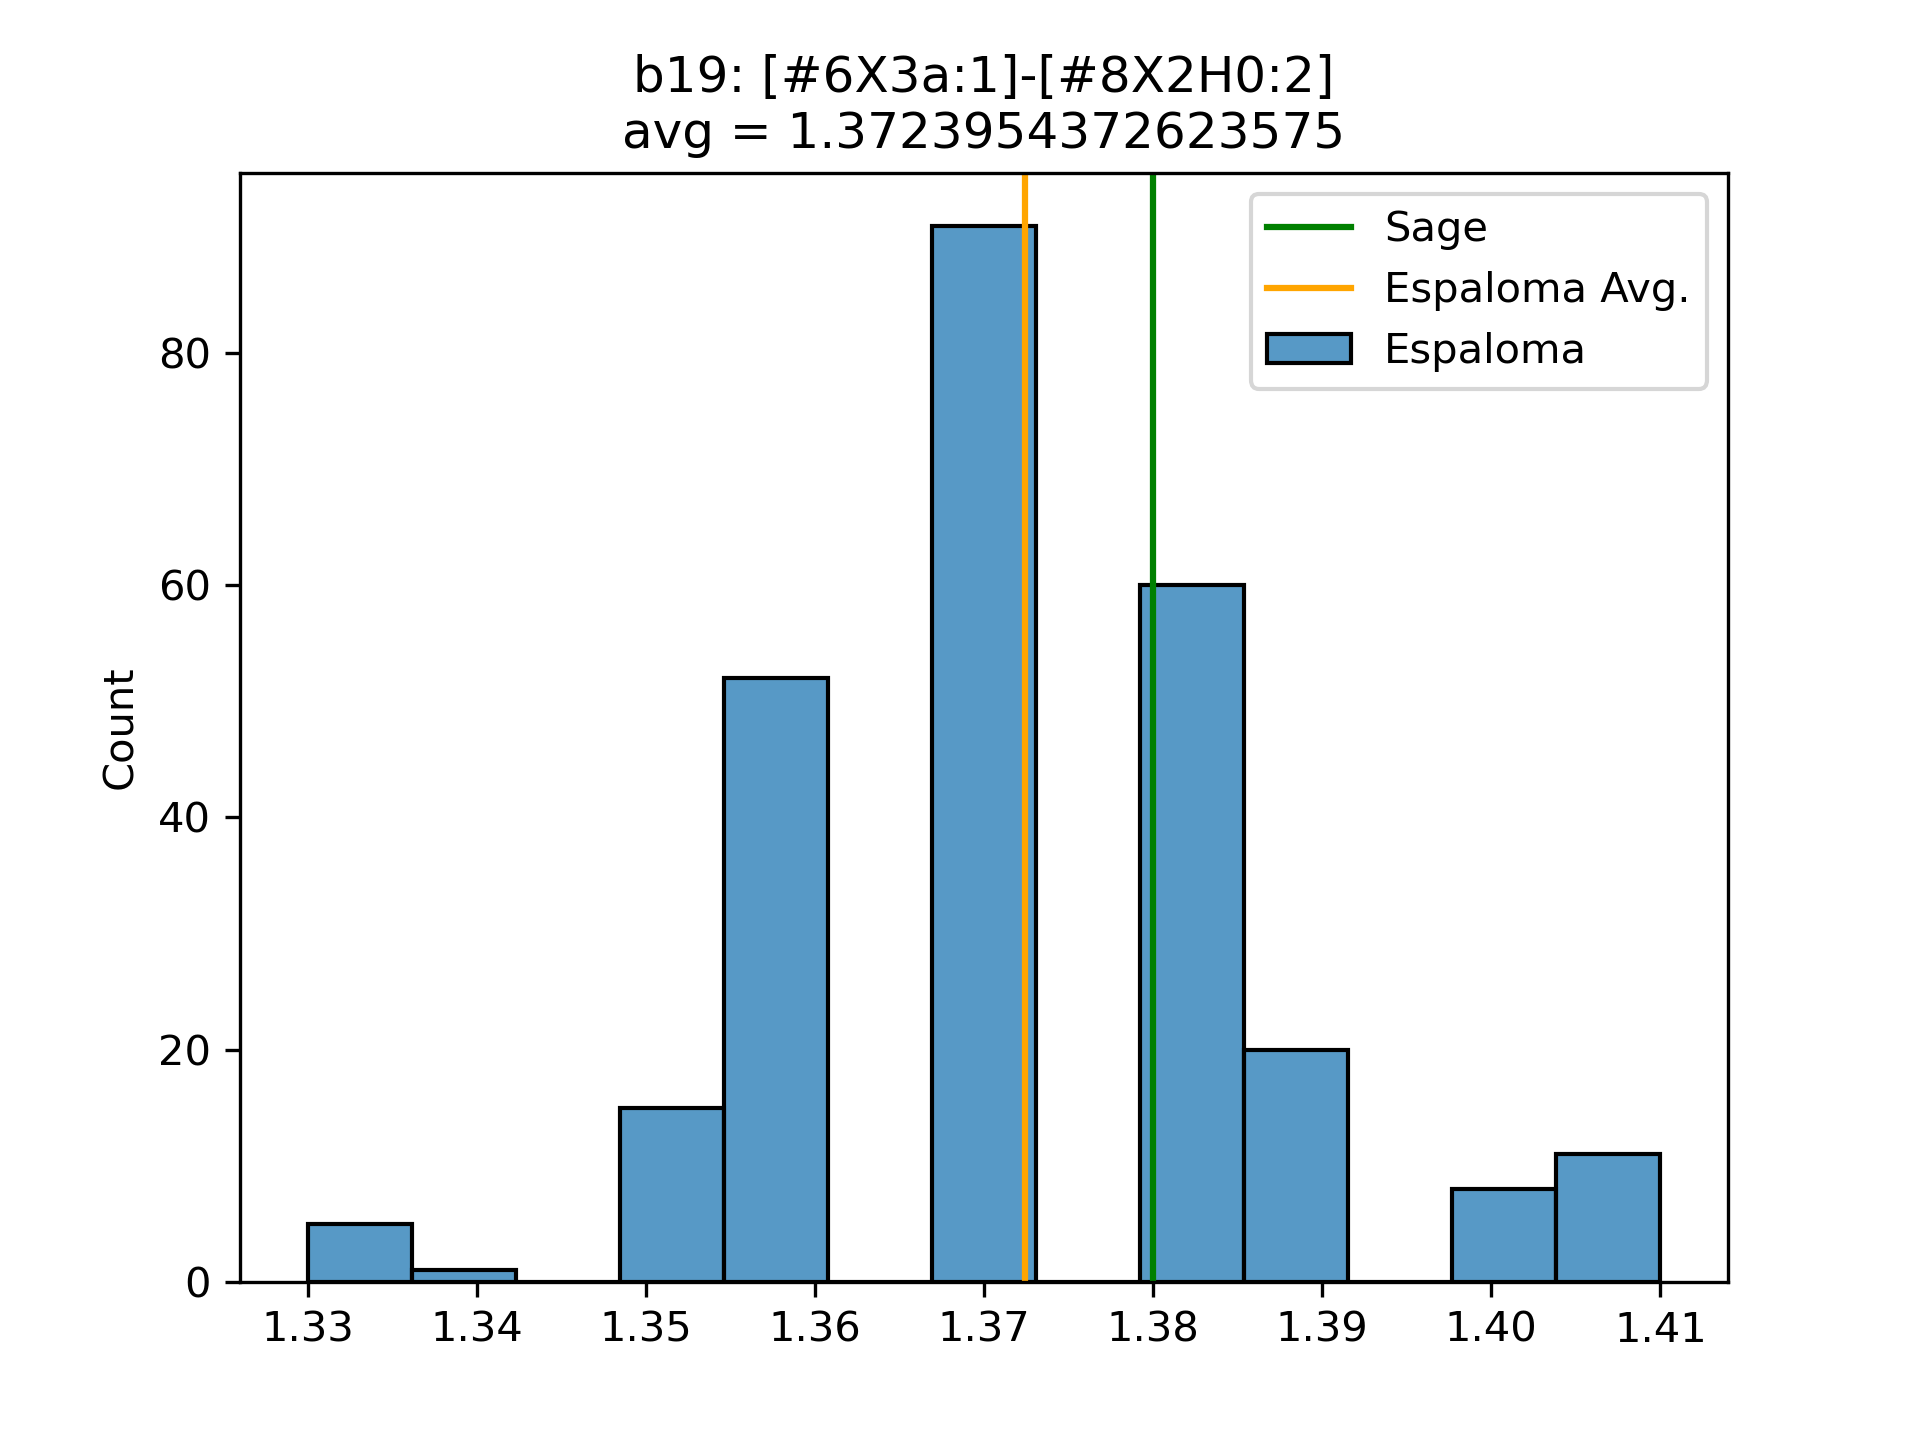 b19: [#6X3a:1]-[#8X2H0:2]
avg = 1.3723954372623575
Sage
Espaloma Avg.
Espaloma
80
60
40
20
0
Count
1.33 1.34 1.35 1.36 1.37 1.38 1.39 1.40 1.41